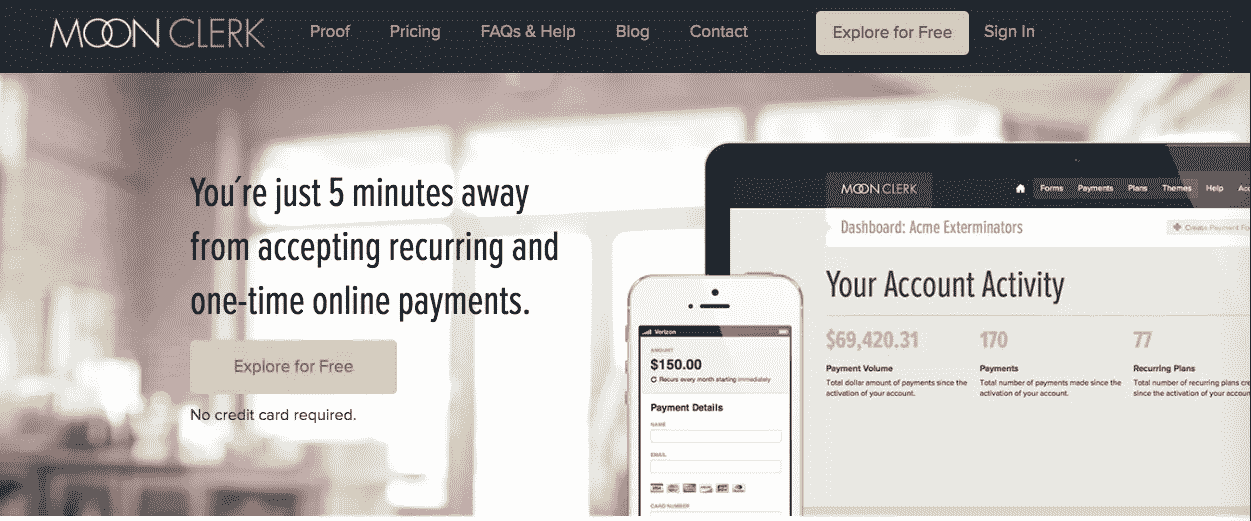 MOON CLERK Proof Pricing FAQs & Help Blog Contact Explore for Free Sign In
You´re just 5 minutes away
from accepting recurring and
one-time online payments.
Explore for Free
No credit card required.
MOON CLERK Forms Payments Plans Themes Help
Dashboard: Acme Exterminators
Create Payment
Your Account Activity
$69,420.31 170 77
Payment Volume Payments Recurring Plans
Total dollar amount of payments since the Total number of payments made since the Total number of recurring plans
activation of your account. activation of your account. since the activation of your
Verizon
AMOUNT
$150.00
Recurs every month starting immediately
Payment Details
NAME
EMAIL
CARD NUMBER